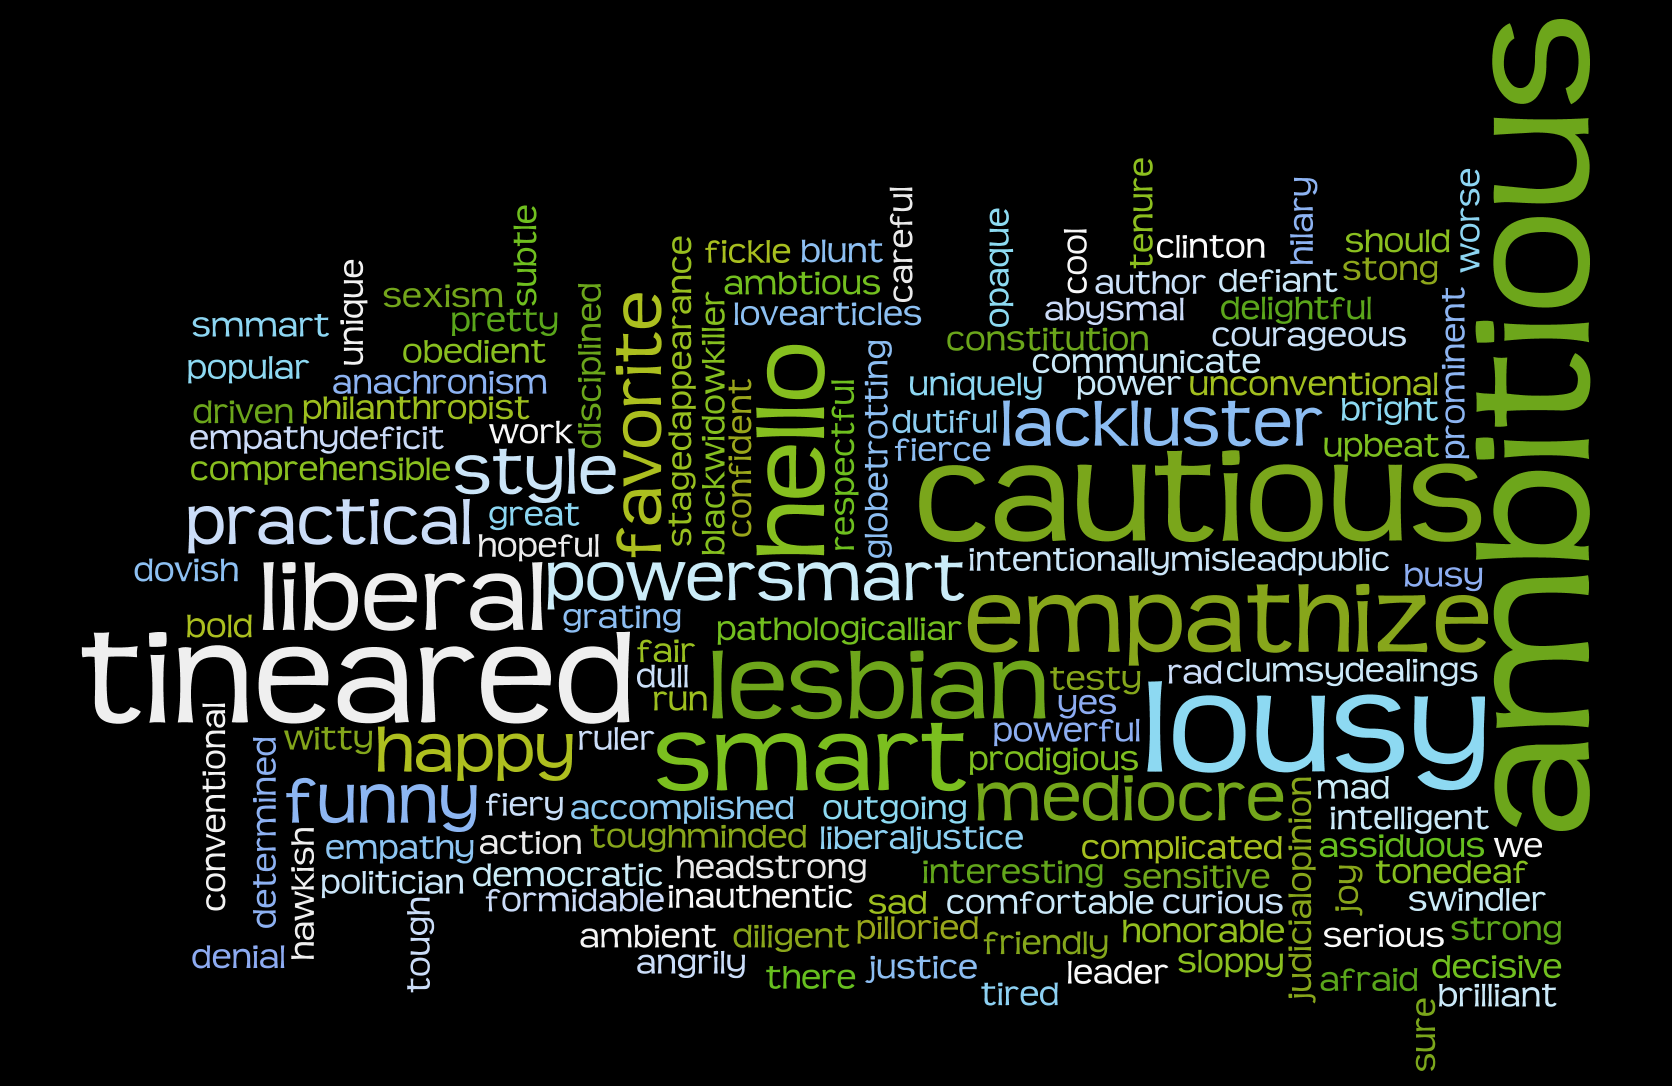 ambitious
worse
hilary
tenure
clinton
should
stong
cool
careful
opaque
author
defiant
subtle
fickle
blunt
ambtious
lovearticles
abysmal
delightful
courageous
constitution
communicate
prominent
unique
sexism
pretty
smmart
obedient
popular
anachronism
disciplined
favorite
stagedappearance
blackwidowkiller
confident
hello
respectful
globetrotting
uniquely
power
unconventional
dutiful
lackluster
bright
fierce
upbeat
driven
philanthropist
empathydeficit
work
comprehensible
style
cautious
practical
great
hopeful
dovish
liberal
powersmart
intentionallymisleadpublic
busy
bold
grating
pathologicalliar
empathize
tineared
fair
dull
run
lesbian
testy
rad
clumsydealings
yes
lousy
conventional
witty
happy
ruler
smart
powerful
prodigious
determined
funny
fiery
accomplished
outgoing
mediocre
mad
intelligent
judicialopinion
hawkish
empathy
action
toughminded
liberaljustice
complicated
assiduous
we
politician
democratic
headstrong
interesting
sensitive
joy
tonedeaf
tough
formidable
inauthentic
sad
comfortable
curious
swindler
denial
ambient
diligent
pilloried
friendly
honorable
serious
strong
angrily
there
justice
leader
sloppy
afraid
decisive
tired
brilliant
sure